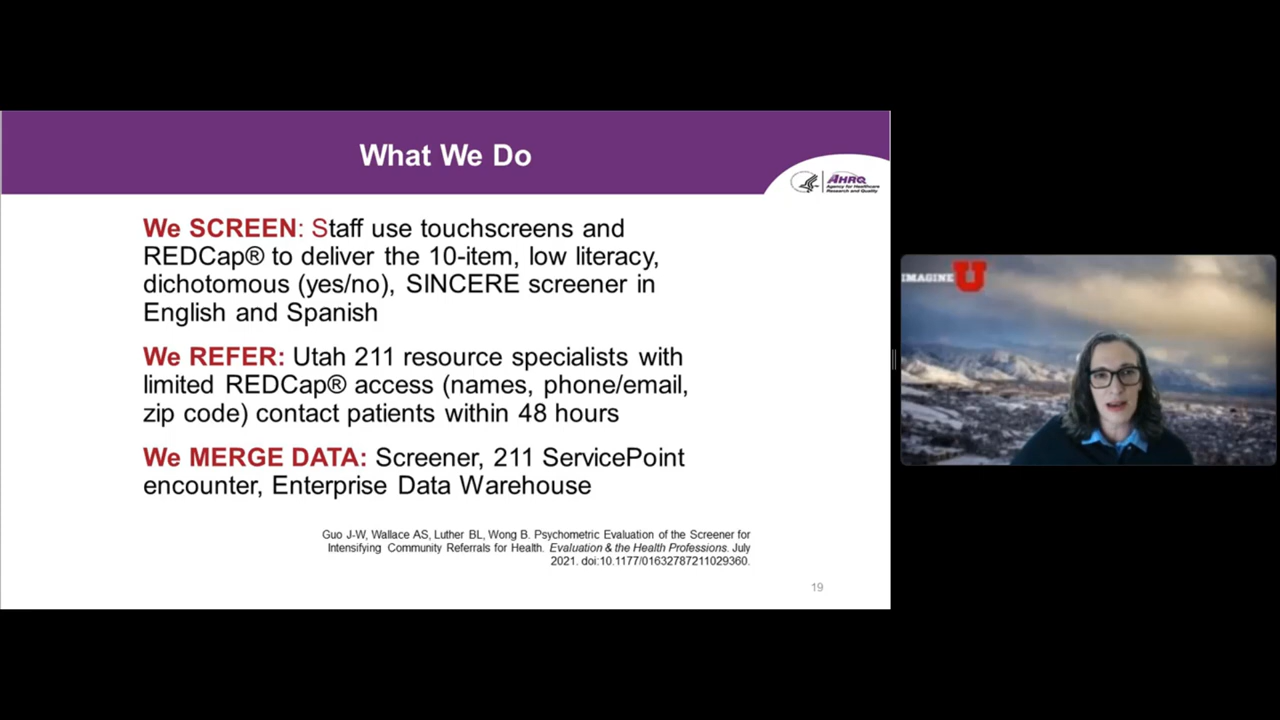 What We Do
AHRQ
Agency for Healthcare
Research and Quality
We SCREEN: Staff use touchscreens and
REDCap® to deliver the 10-item, low literacy,
dichotomous (yes/no), SINCERE screener in
English and Spanish
We REFER: Utah 211 resource specialists with
limited REDCap® access (names, phone/email,
zip code) contact patients within 48 hours
We MERGE DATA: Screener, 211 ServicePoint
encounter, Enterprise Data Warehouse
Guo J-W, Wallace AS, Luther BL, Wong B. Psychometric Evaluation of the Screener for
Intensifying Community Referrals for Health. Evaluation & the Health Professions. July
2021. doi:10.1177/01632787211029360.
19
IMAGINE U